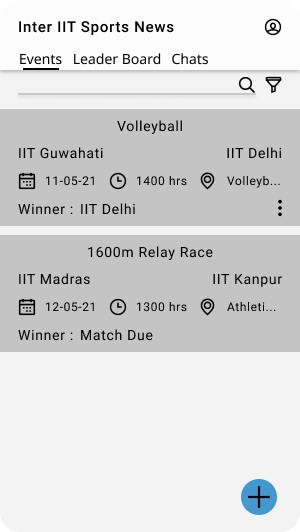 Inter IIT Sports News
Events Leader Board Chats
Volleyball
IIT Guwahati IIT Delhi
11-05-21 1400 hrs Volleyb...
Winner : IIT Delhi
1600m Relay Race
IIT Madras IIT Kanpur
12-05-21 1300 hrs Athleti...
Winner : Match Due